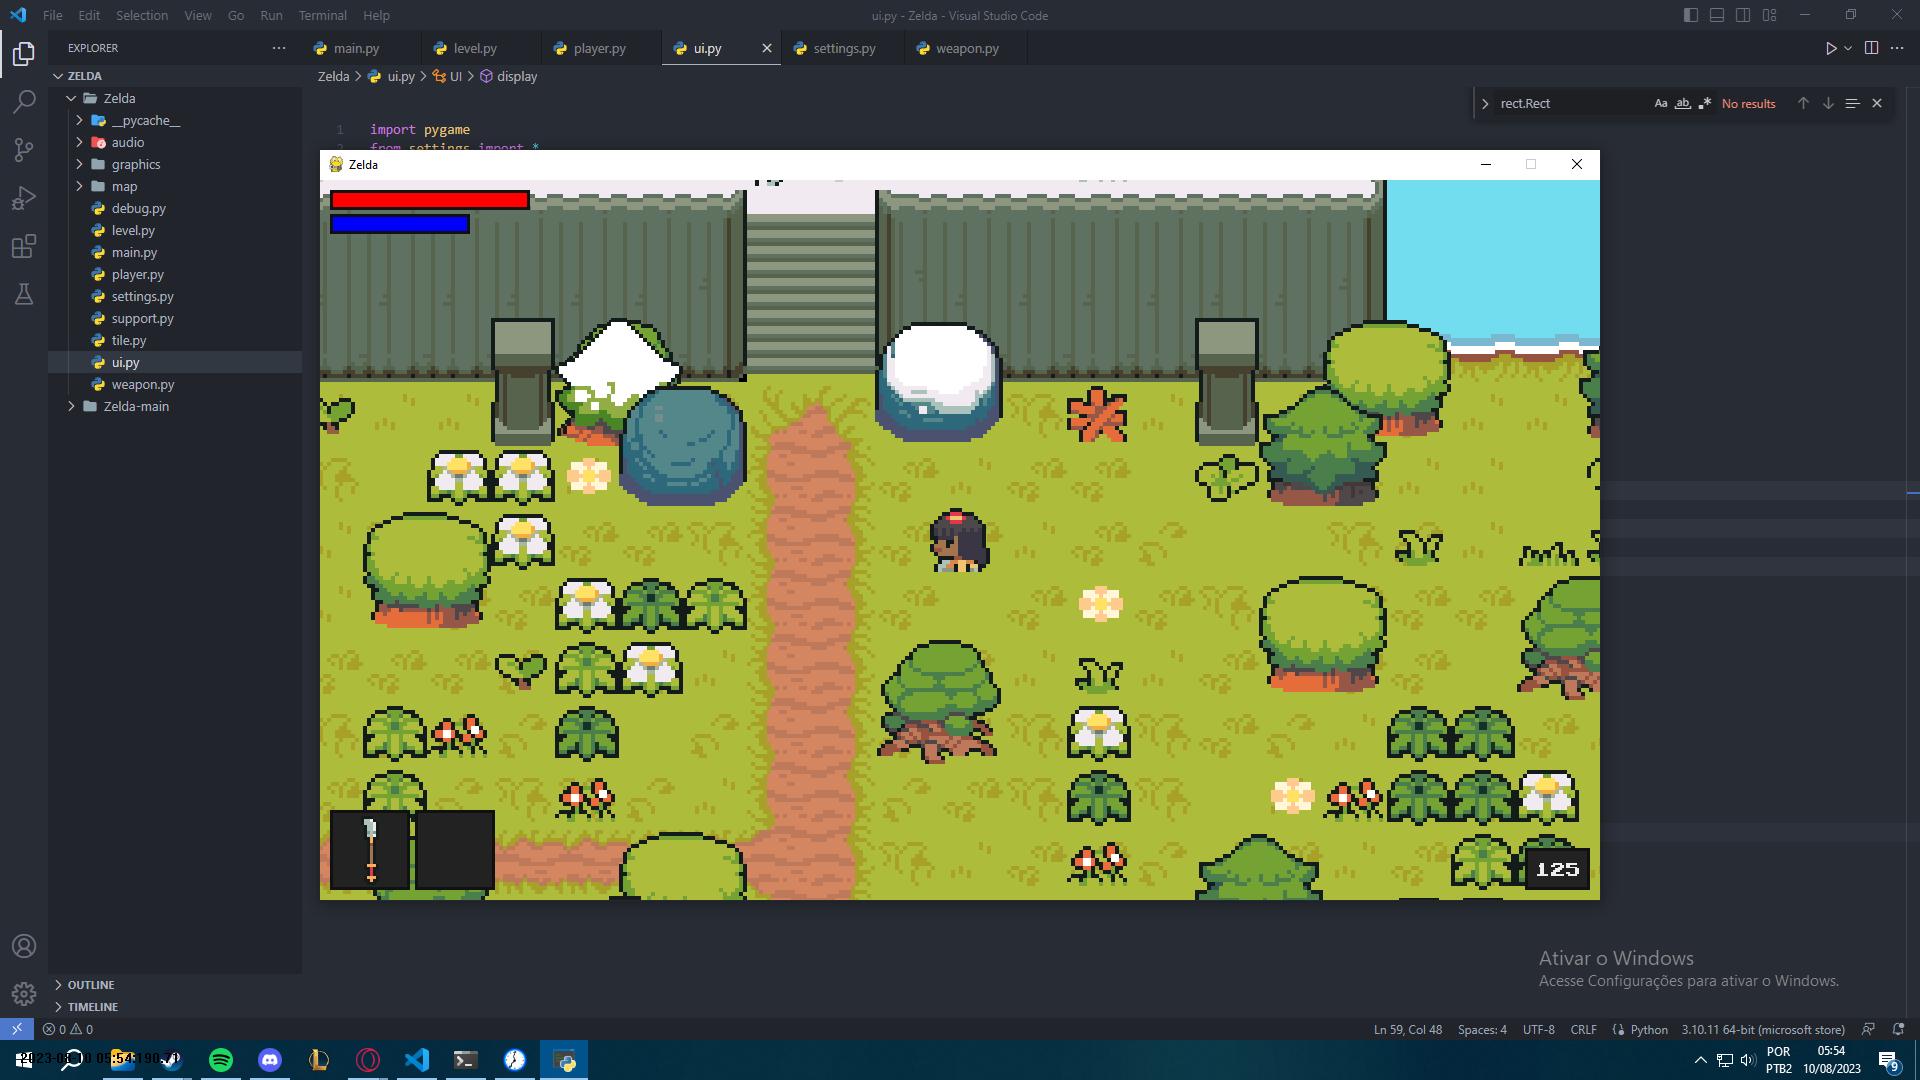 File Edit Selection View Go Run Terminal Help
ui.py - Zelda - Visual Studio Code
EXPLORER
main.py
level.py
player.py
ui.py
settings.py
weapon.py
ZELDA
Zelda > ui.py > UI > display
Zelda
__pycache__
audio
graphics
map
debug.py
level.py
main.py
player.py
settings.py
support.py
tile.py
ui.py
weapon.py
Zelda-main
rect.Rect
Aa ab .* No results
1 import pygame
2 from settings import *
Zelda
125
Ativar o Windows
Acesse Configurações para ativar o Windows.
OUTLINE
TIMELINE
0 0
Ln 59, Col 48 Spaces: 4 UTF-8 CRLF Python 3.10.11 64-bit (microsoft store)
POR
PTB2
05:54
10/08/2023
9